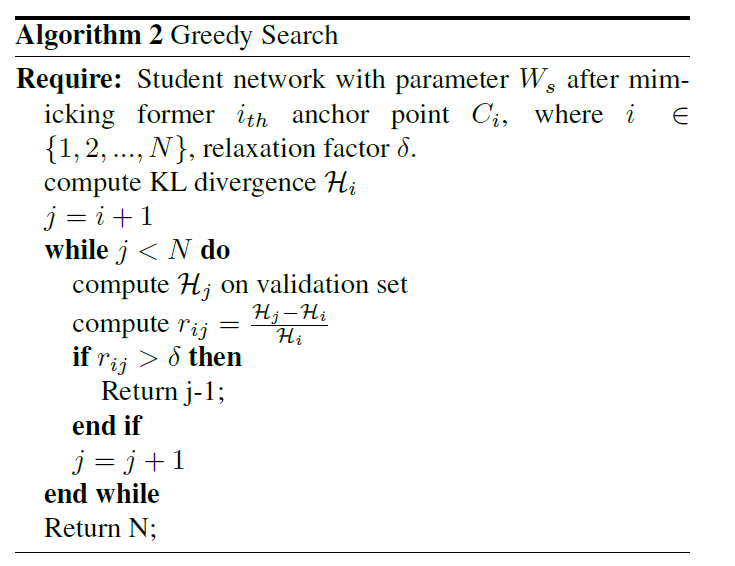 Algorithm 2 Greedy Search
Require: Student network with parameter $W_s$ after mim-
icking former $i_{th}$ anchor point $C_i$, where $i \in$
$\{1, 2, ..., N\}$, relaxation factor $\delta$.
compute KL divergence $\mathcal{H}_i$
$j = i + 1$
while $j < N$ do
compute $\mathcal{H}_j$ on validation set
compute $r_{ij} = \frac{\mathcal{H}_j - \mathcal{H}_i}{\mathcal{H}_i}$
if $r_{ij} > \delta$ then
Return j-1;
end if
$j = j + 1$
end while
Return N;